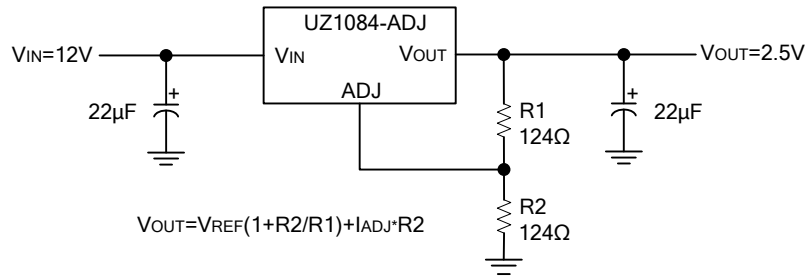 UZ1084-ADJ
VIN=12V
VIN
VOUT
VOUT=2.5V
ADJ
+
22µF
R1
124Ω
+
22µF
R2
124Ω
VOUT=VREF(1+R2/R1)+IADJ*R2